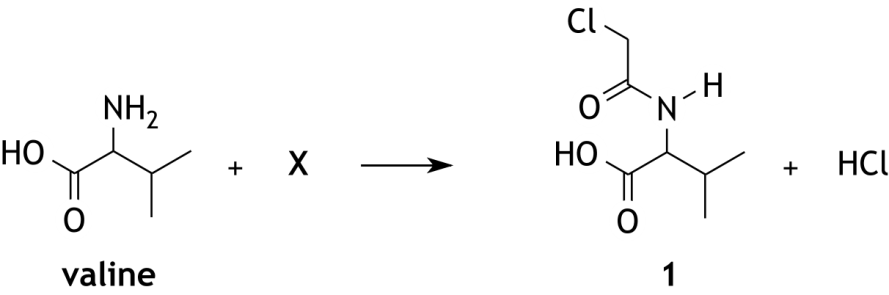 Cl
O
N
H
NH₂
HO
O
+
X
HO
O
+
HCl
valine
1